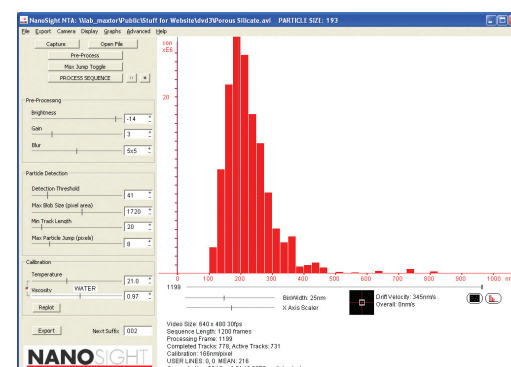 NanoSight NTA: \\lab_maxtor\Public\Stuff for Website\dvd3\Porous Silicate.avi PARTICLE SIZE: 193
File Export Camera Display Graphs Advanced Help
Capture Open File
Pre-Process
Max Jump Toggle
PROCESS SEQUENCE
Pre-Processing
Brightness
-14
Gain
3
Blur
5x5
Particle Detection
Detection Threshold
41
Max Blob Size (pixel area)
1720
Min Track Length
20
Max Particle Jump (pixels)
8
Calibration
Temperature
21.0
Viscosity WATER
0.97
Replot
Export Next Suffix 002
NANOSIGHT
xE6
20
0 100 200 300 400 500 600 700 800 900 1000
1199
BinWidth: 25nm
X Axis Scaler
Drift Velocity: 345nm/s
Overall: 0nm/s
Video Size: 640 x 480 30fps
Sequence Length: 1200 frames
Processing Frame: 1199
Completed Tracks: 778, Active Tracks: 731
Calibration: 166nm/pixel
USER LINES: 0, 0 MEAN: 216